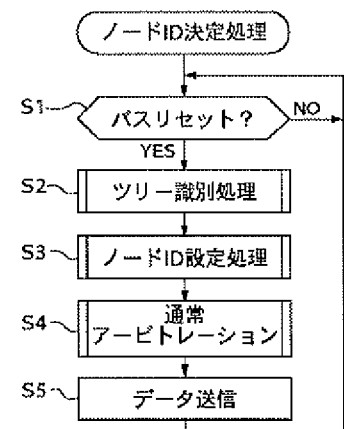 ノードID決定処理
S1
バスリセット？
NO
YES
S2
ツリー識別処理
S3
ノードID設定処理
S4
通常
アービトレーション
S5
データ送信